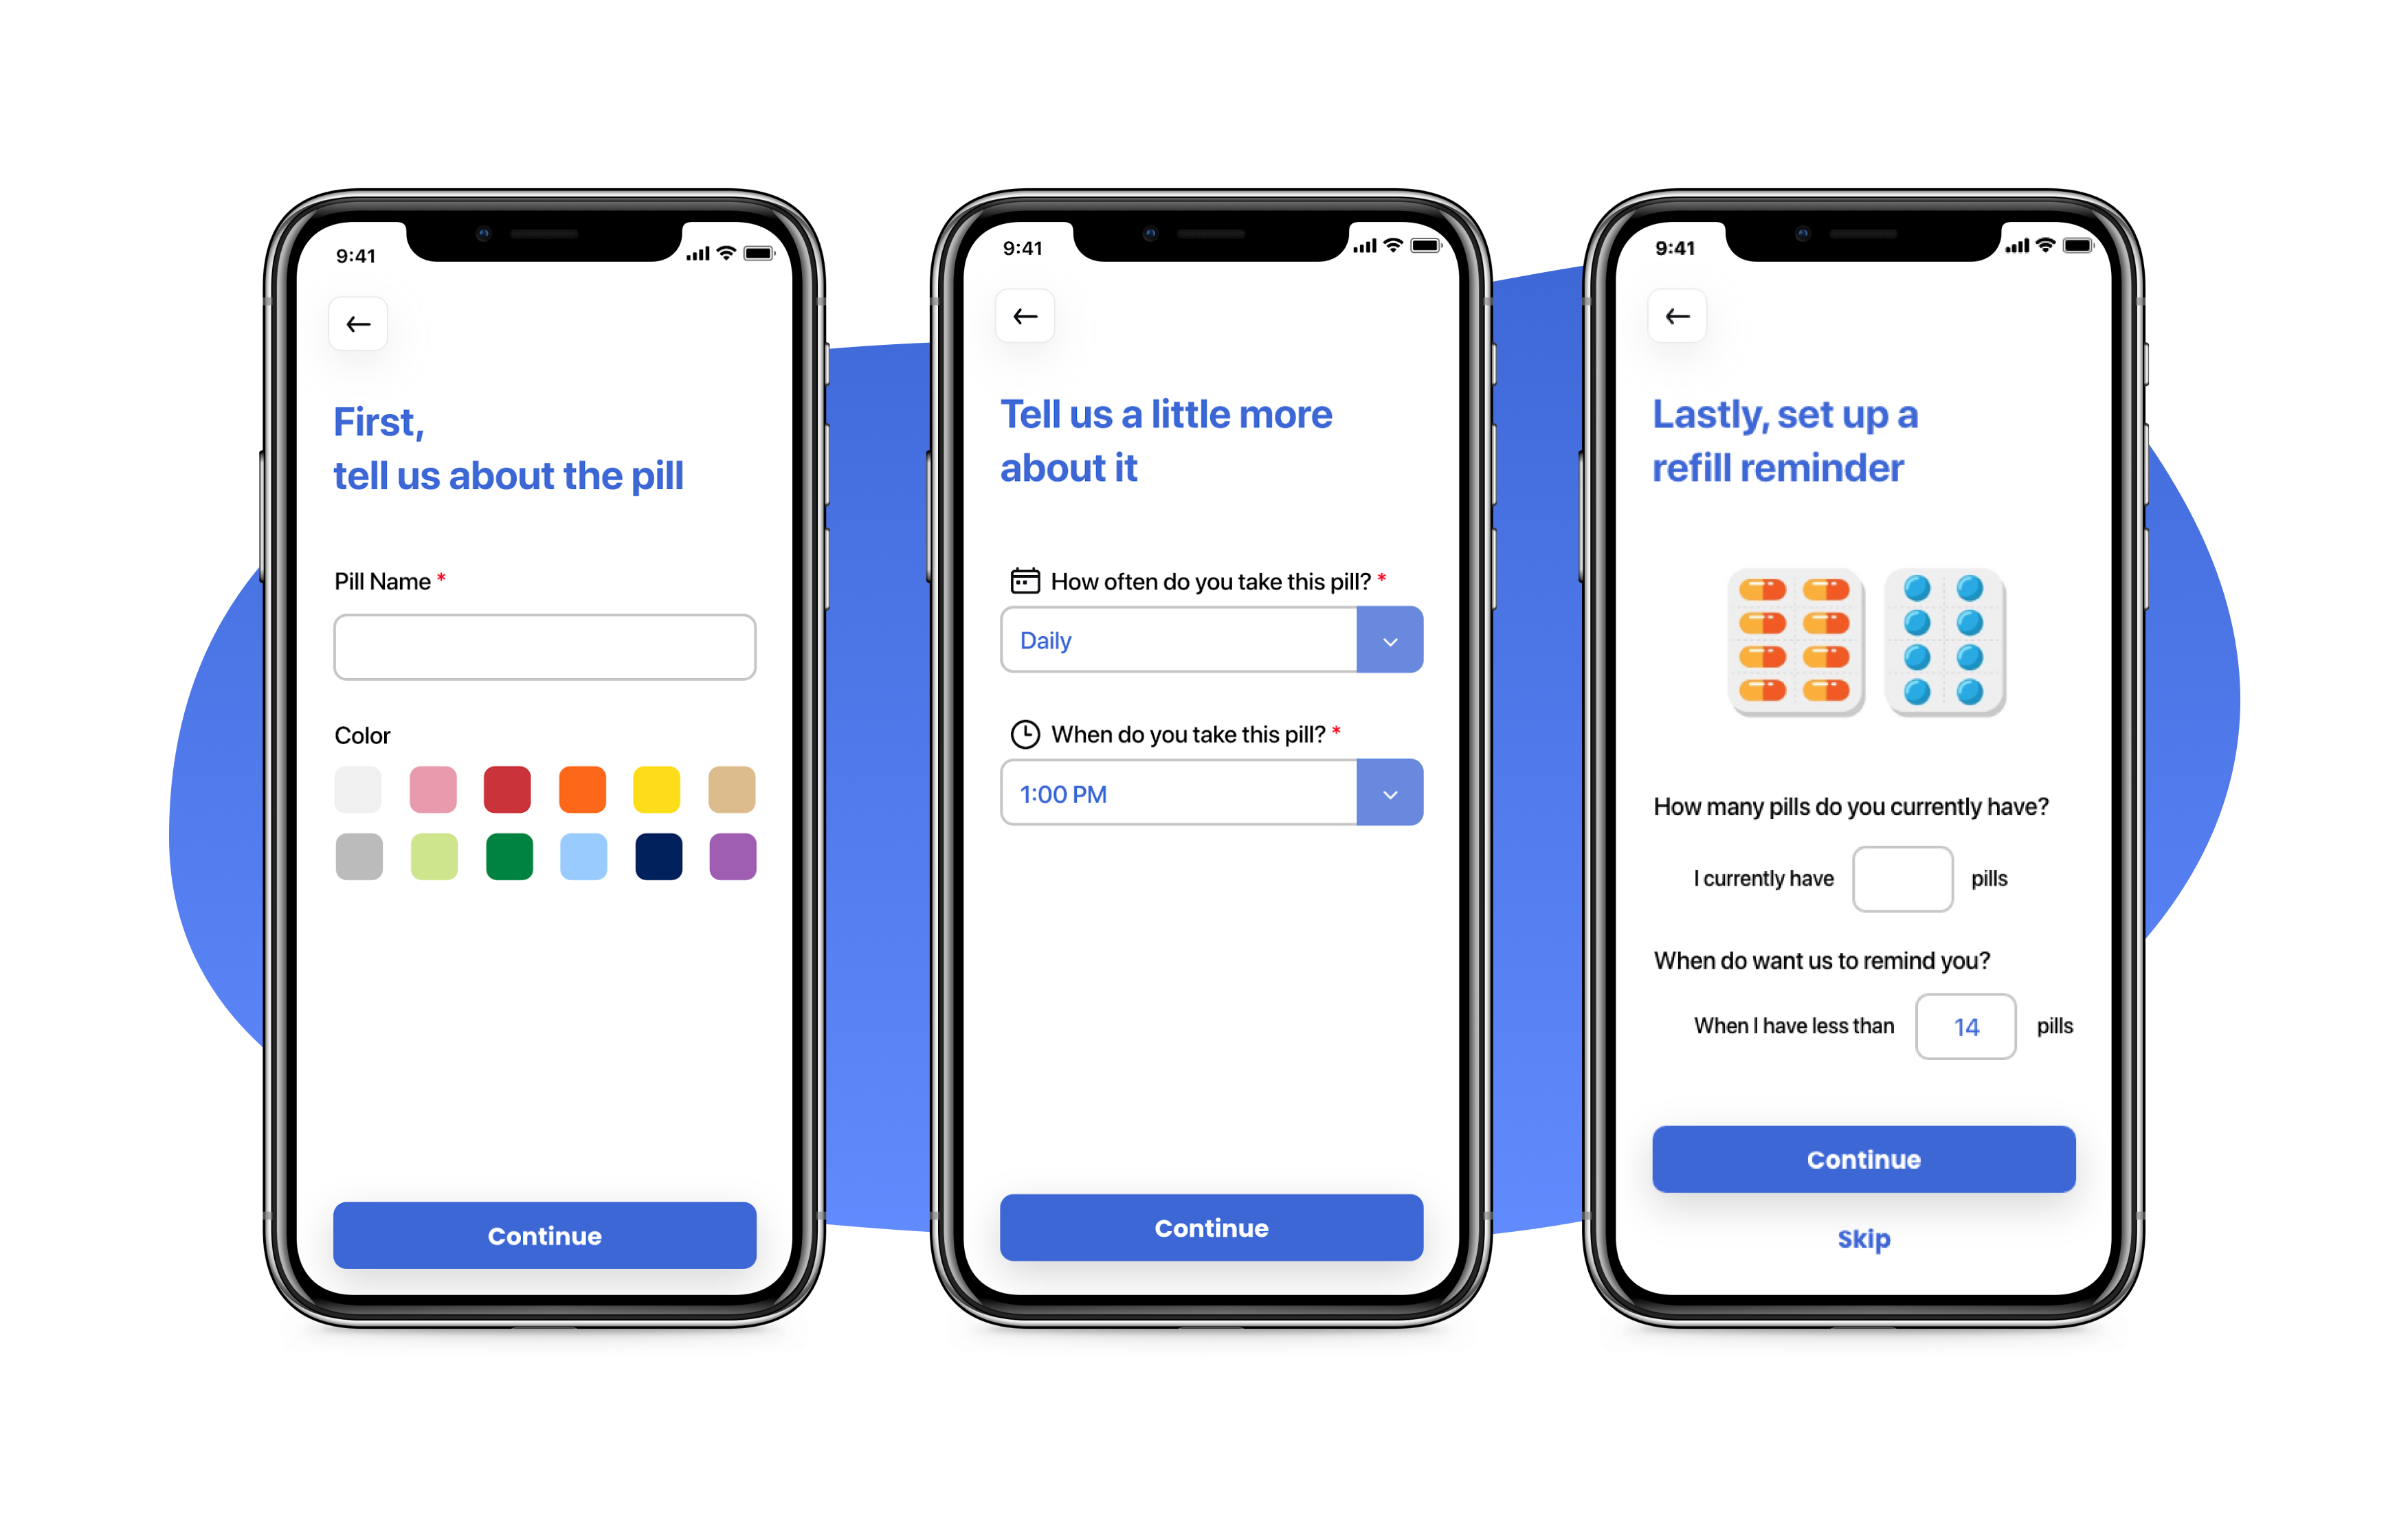 9:41
First,
tell us about the pill
Pill Name *
Color
Continue
9:41
Tell us a little more
about it
How often do you take this pill? *
Daily
When do you take this pill? *
1:00 PM
Continue
9:41
Lastly, set up a
refill reminder
How many pills do you currently have?
I currently have pills
When do want us to remind you?
When I have less than 14 pills
Continue
Skip